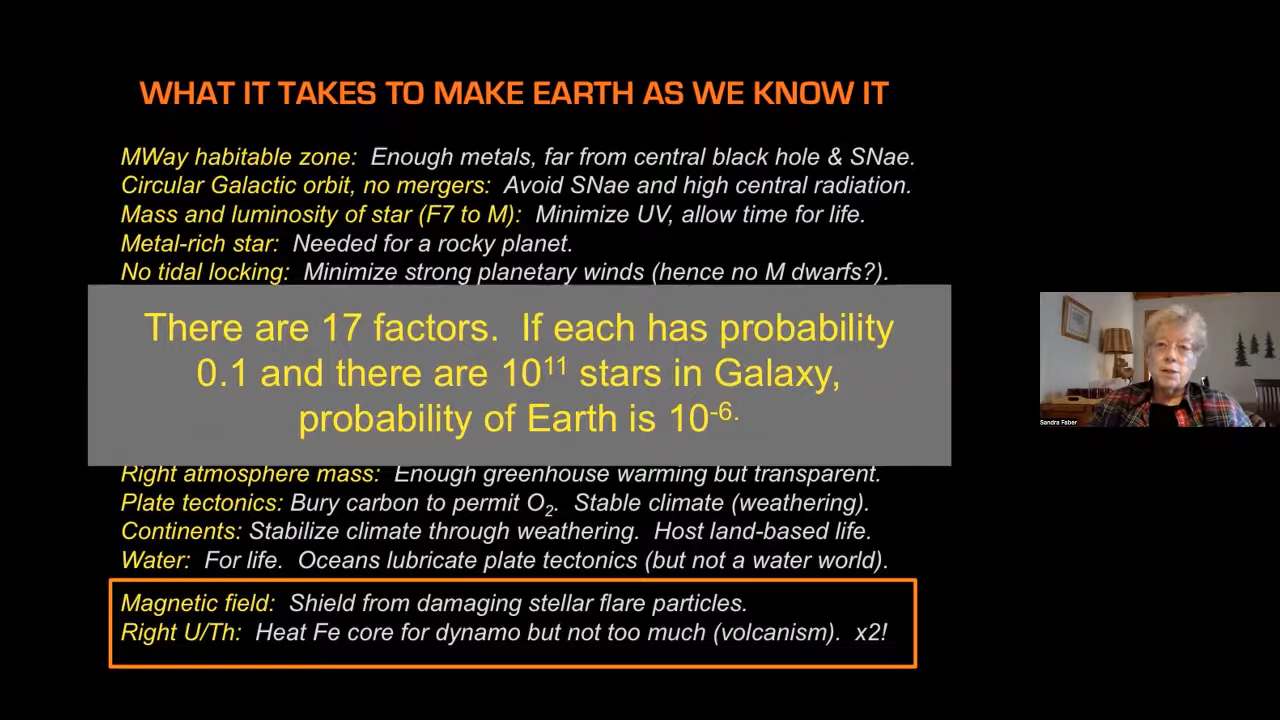 WHAT IT TAKES TO MAKE EARTH AS WE KNOW IT
MWay habitable zone: Enough metals, far from central black hole & SNae.
Circular Galactic orbit, no mergers: Avoid SNae and high central radiation.
Mass and luminosity of star (F7 to M): Minimize UV, allow time for life.
Metal-rich star: Needed for a rocky planet.
No tidal locking: Minimize strong planetary winds (hence no M dwarfs?).
There are 17 factors. If each has probability
0.1 and there are 10¹¹ stars in Galaxy,
probability of Earth is 10⁻⁶.
Right atmosphere mass: Enough greenhouse warming but transparent.
Plate tectonics: Bury carbon to permit O₂. Stable climate (weathering).
Continents: Stabilize climate through weathering. Host land-based life.
Water: For life. Oceans lubricate plate tectonics (but not a water world).
Magnetic field: Shield from damaging stellar flare particles.
Right U/Th: Heat Fe core for dynamo but not too much (volcanism). x2!
Sandra Faber